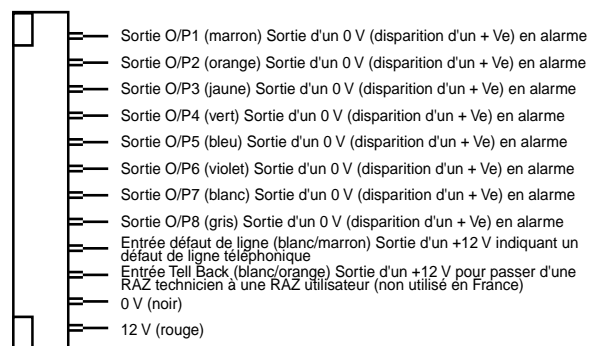 Sortie O/P1 (marron) Sortie d'un 0 V (disparition d'un + Ve) en alarme
Sortie O/P2 (orange) Sortie d'un 0 V (disparition d'un + Ve) en alarme
Sortie O/P3 (jaune) Sortie d'un 0 V (disparition d'un + Ve) en alarme
Sortie O/P4 (vert) Sortie d'un 0 V (disparition d'un + Ve) en alarme
Sortie O/P5 (bleu) Sortie d'un 0 V (disparition d'un + Ve) en alarme
Sortie O/P6 (violet) Sortie d'un 0 V (disparition d'un + Ve) en alarme
Sortie O/P7 (blanc) Sortie d'un 0 V (disparition d'un + Ve) en alarme
Sortie O/P8 (gris) Sortie d'un 0 V (disparition d'un + Ve) en alarme
Entrée défaut de ligne (blanc/marron) Sortie d'un +12 V indiquant un
défaut de ligne téléphonique
Entrée Tell Back (blanc/orange) Sortie d'un +12 V pour passer d'une
RAZ technicien à une RAZ utilisateur (non utilisé en France)
0 V (noir)
12 V (rouge)